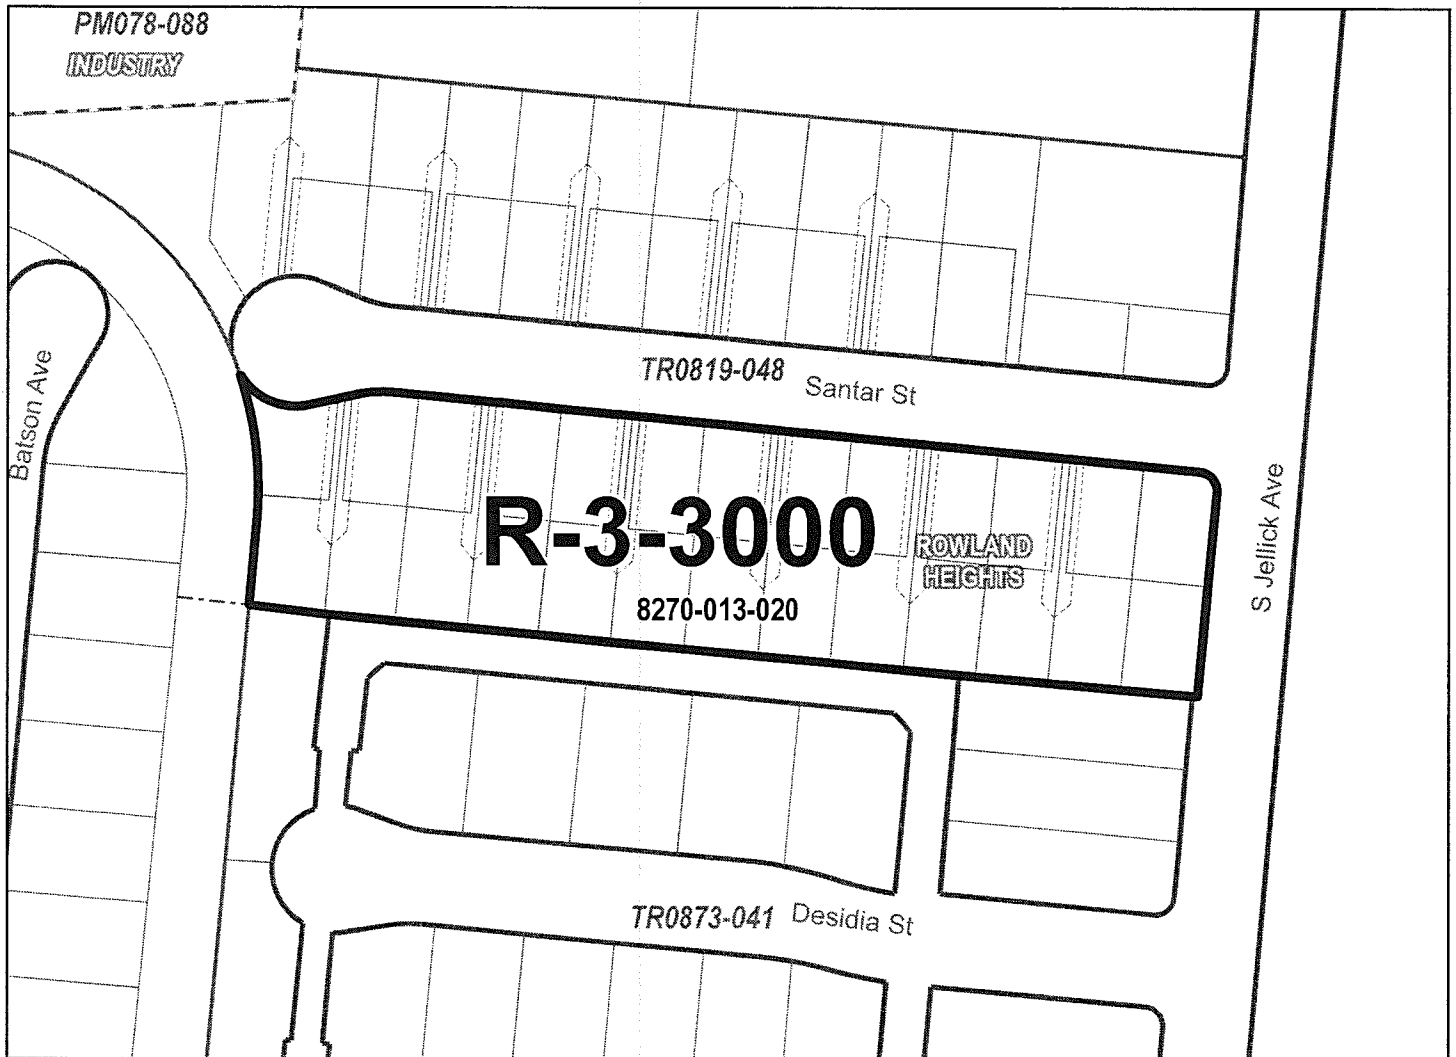 PM078-088
INDUSTRY
TR0819-048
Santar St
Batson Ave
R-3-3000
ROWLAND
HEIGHTS
8270-013-020
S Jellick Ave
TR0873-041
Desidia St